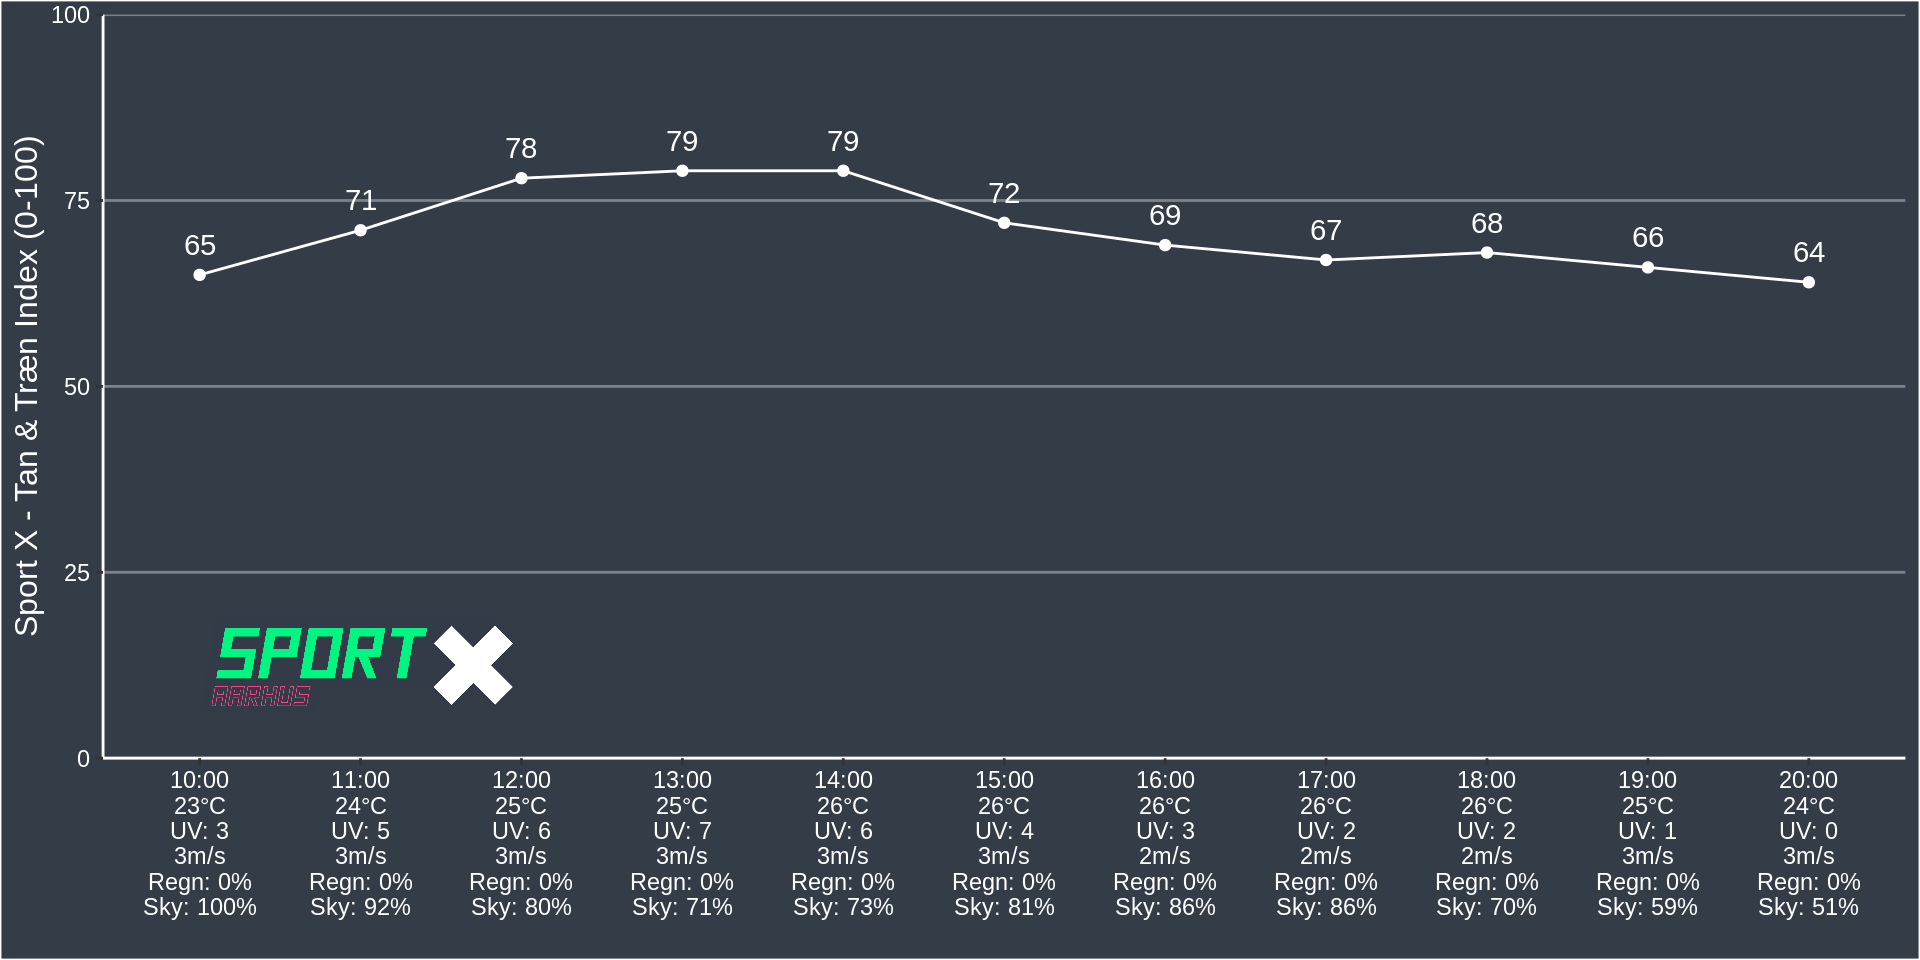 Sport X - Tan & Træn Index (0-100)
100
75
50
25
0
65
71
78
79
79
72
69
67
68
66
64
SPORT X
AARHUS
10:00 11:00 12:00 13:00 14:00 15:00 16:00 17:00 18:00 19:00 20:00
23°C 24°C 25°C 25°C 26°C 26°C 26°C 26°C 26°C 25°C 24°C
UV: 3 UV: 5 UV: 6 UV: 7 UV: 6 UV: 4 UV: 3 UV: 2 UV: 2 UV: 1 UV: 0
3m/s 3m/s 3m/s 3m/s 3m/s 3m/s 2m/s 2m/s 2m/s 3m/s 3m/s
Regn: 0% Regn: 0% Regn: 0% Regn: 0% Regn: 0% Regn: 0% Regn: 0% Regn: 0% Regn: 0% Regn: 0% Regn: 0%
Sky: 100% Sky: 92% Sky: 80% Sky: 71% Sky: 73% Sky: 81% Sky: 86% Sky: 86% Sky: 70% Sky: 59% Sky: 51%